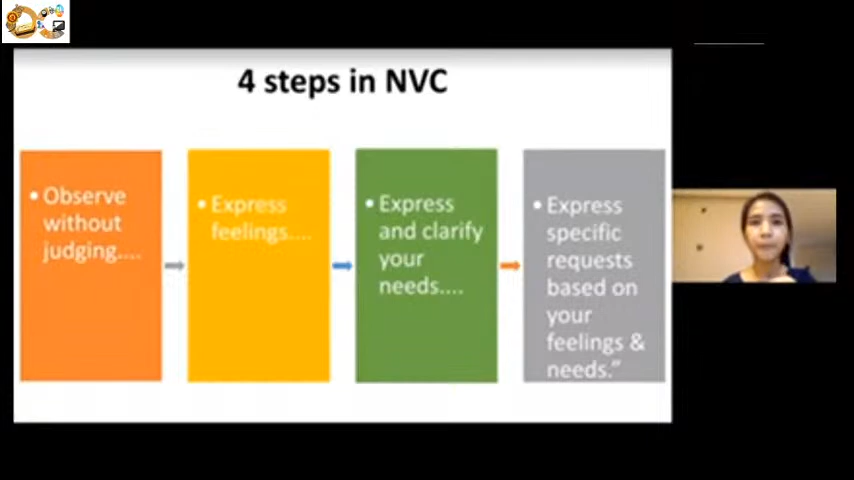 4 steps in NVC
• Observe
without
judging....
• Express
feelings....
• Express
and clarify
your
needs....
• Express
specific
requests
based on
your
feelings &
needs.”